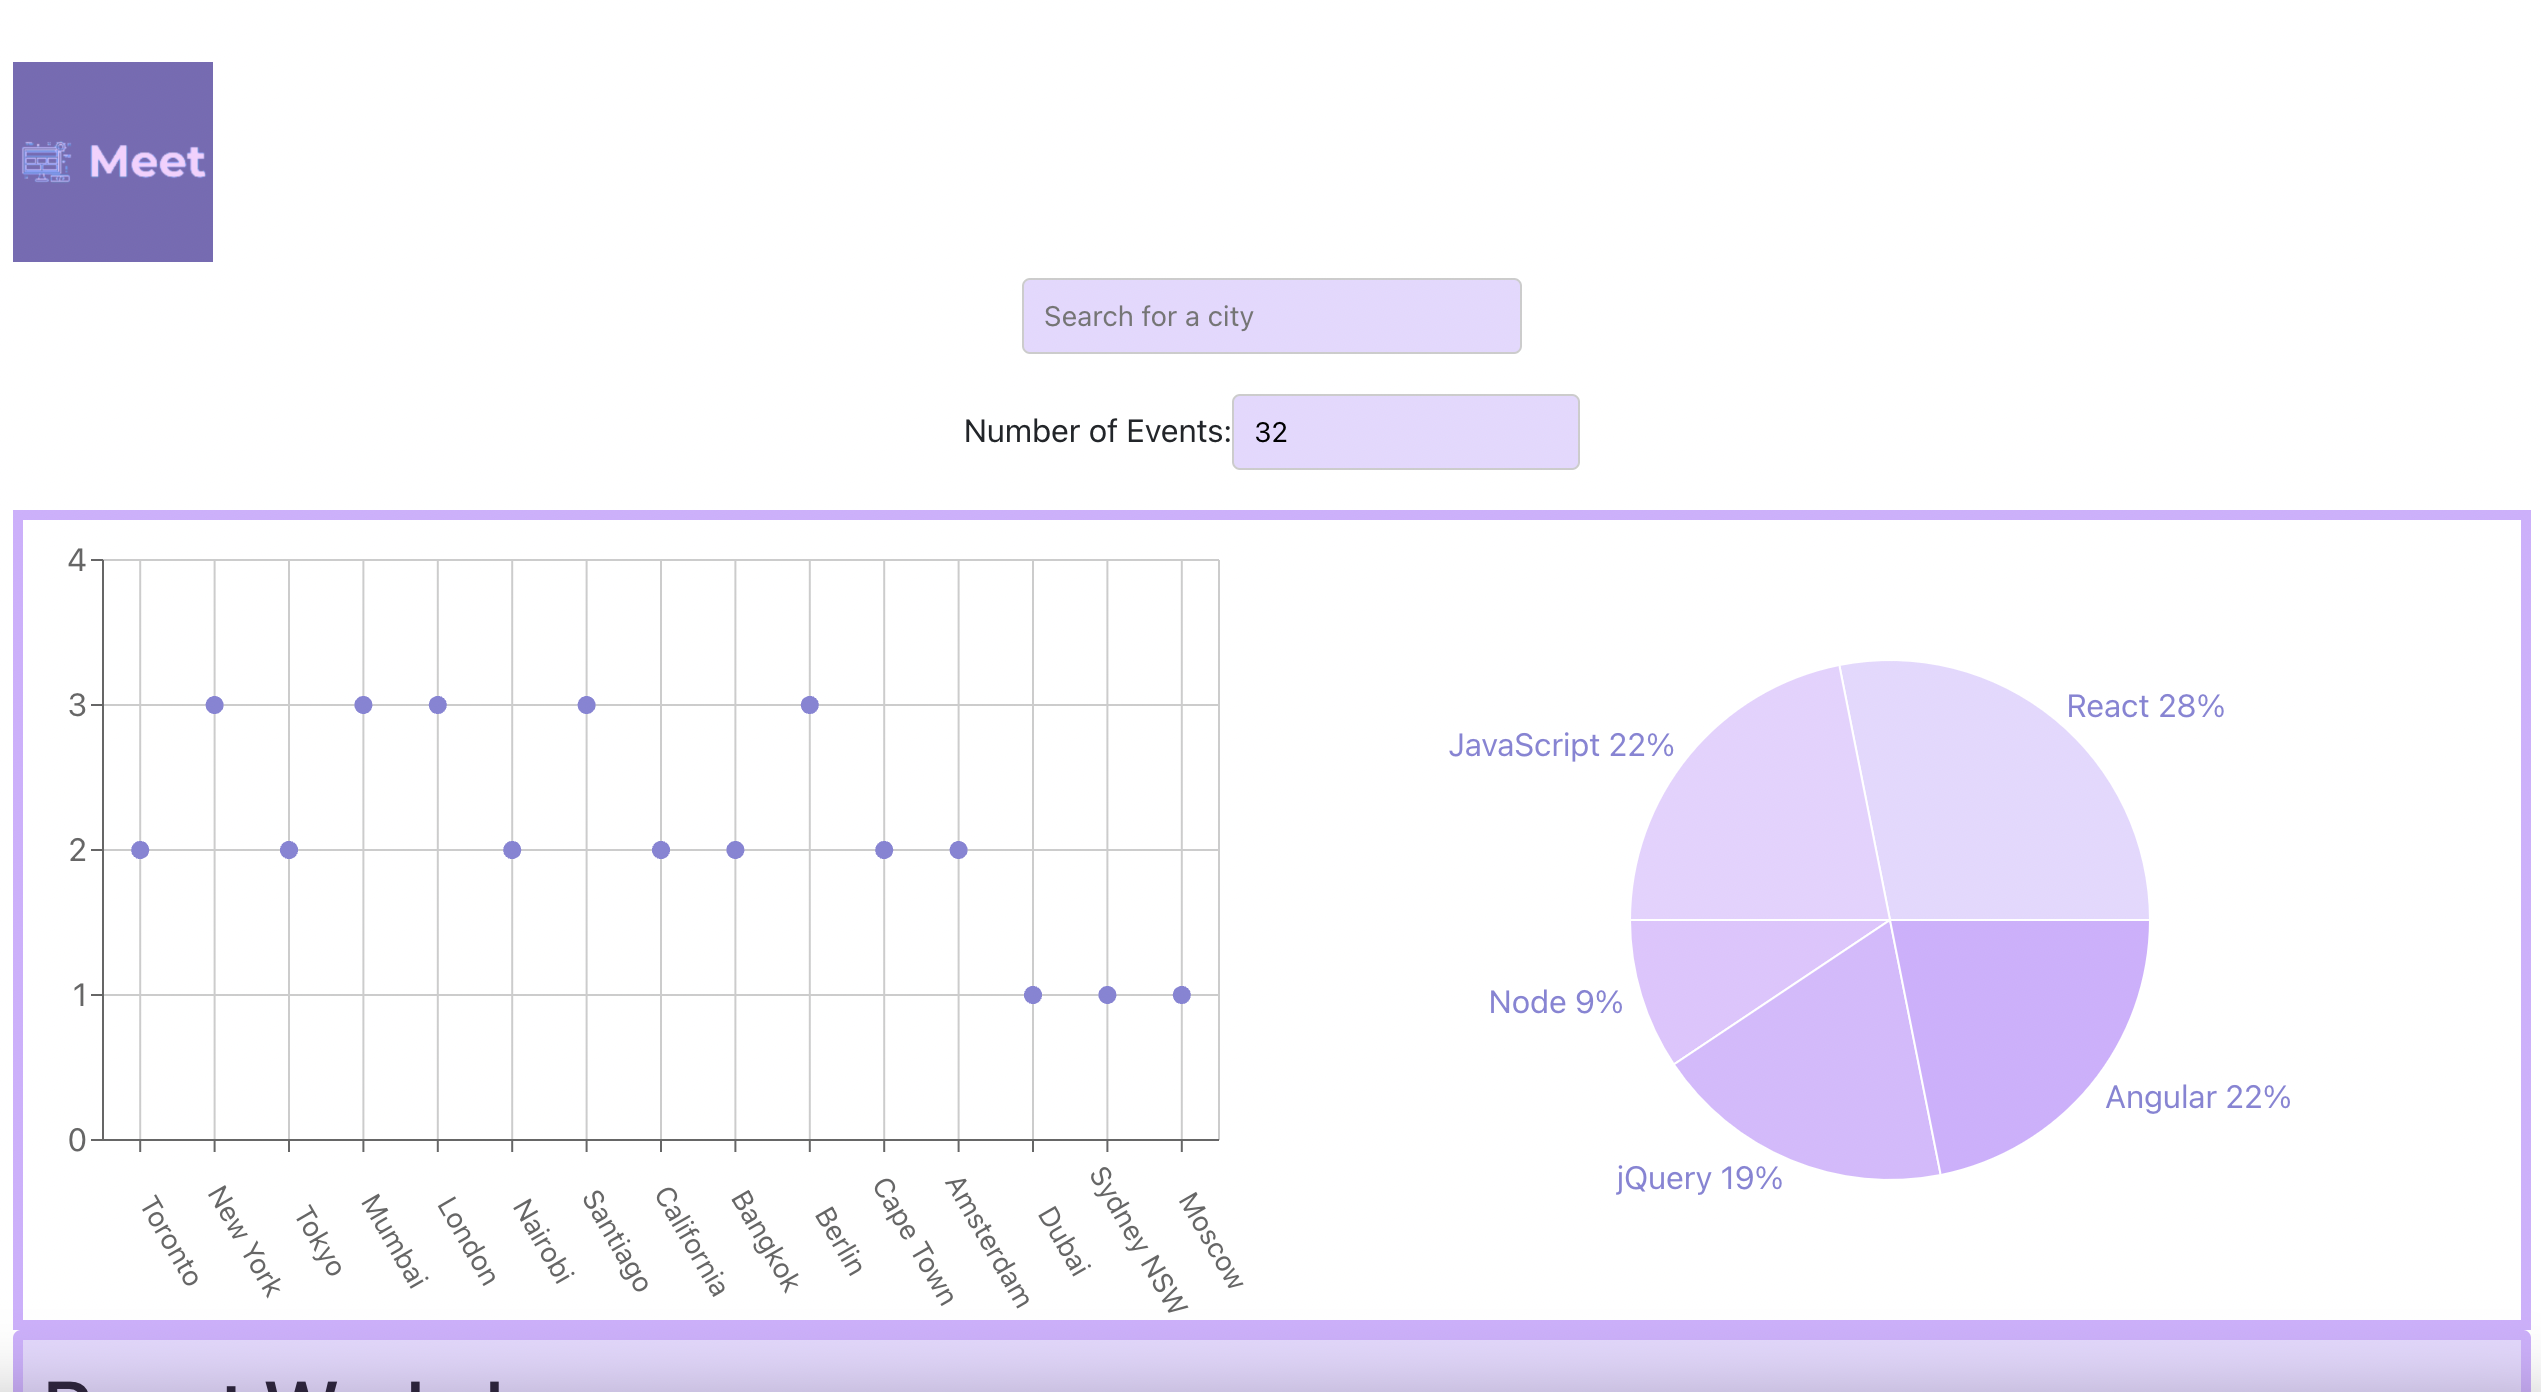 Meet
Search for a city
Number of Events: 32
4
3
2
1
0
Toronto
New York
Tokyo
Mumbai
London
Nairobi
Santiago
California
Bangkok
Berlin
Cape Town
Amsterdam
Dubai
Sydney NSW
Moscow
React 28%
JavaScript 22%
Node 9%
jQuery 19%
Angular 22%